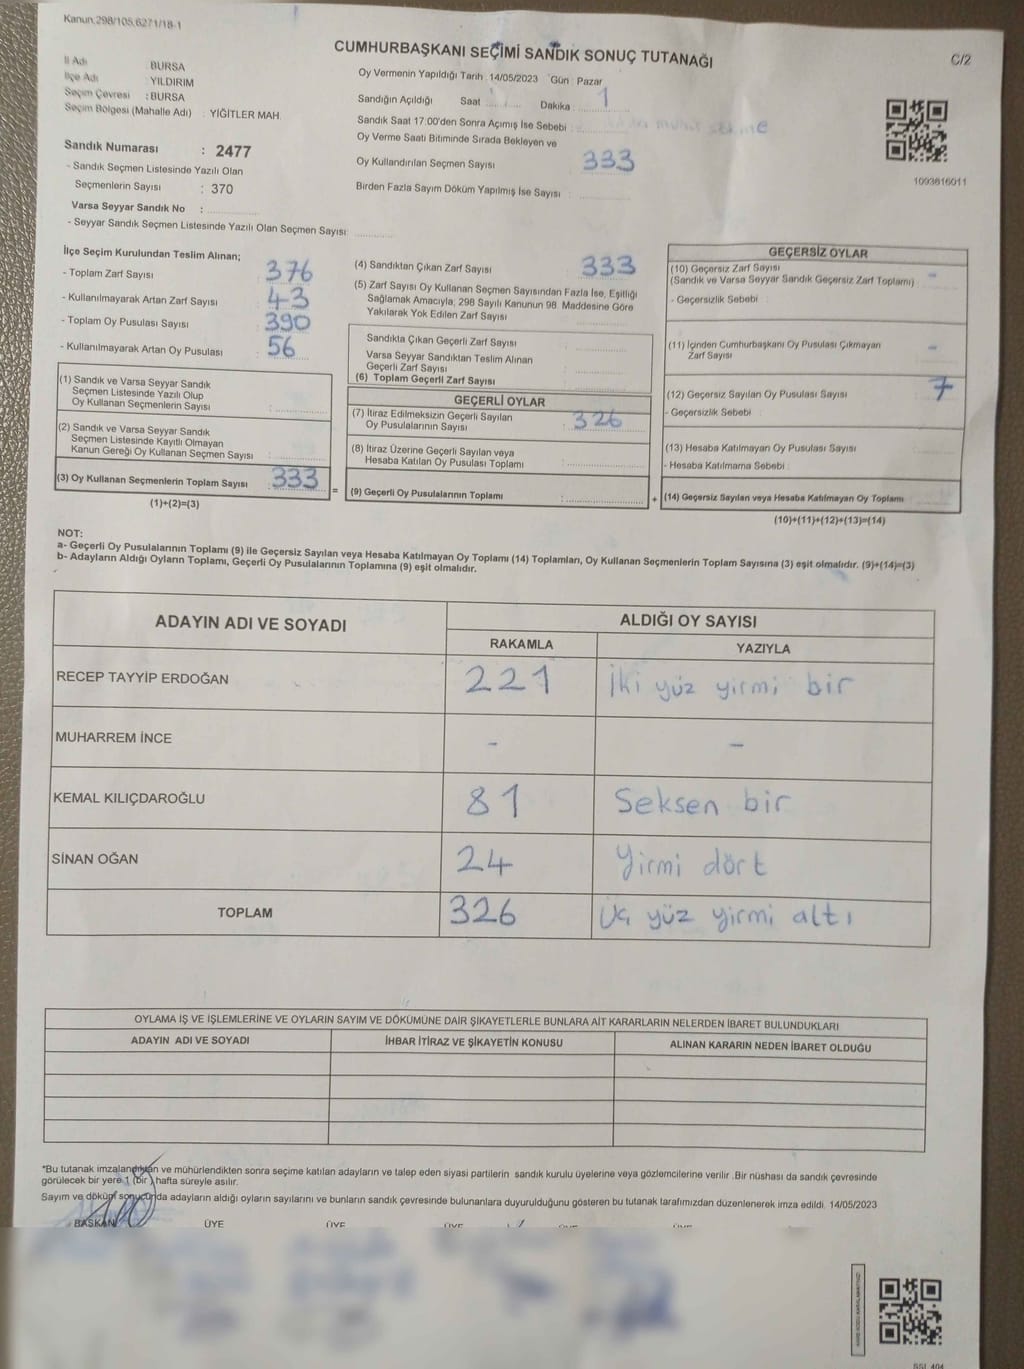 Kanun.298/105,6271/18-1
CUMHURBAŞKANI SEÇİMİ SANDIK SONUÇ TUTANAĞI
C/2
İl Adı : BURSA
İlçe Adı : YILDIRIM
Seçim Çevresi : BURSA
Seçim Bölgesi (Mahalle Adı) : YİĞİTLER MAH.
Sandık Numarası : 2477
- Sandık Seçmen Listesinde Yazılı Olan
Seçmenlerin Sayısı : 370
Varsa Seyyar Sandık No :
- Seyyar Sandık Seçmen Listesinde Yazılı Olan Seçmen Sayısı:
Oy Vermenin Yapıldığı Tarih :14/05/2023 Gün : Pazar
Sandığın Açıldığı Saat Dakika
Sandık Saat 17:00'den Sonra Açımış İse Sebebi :
Oy Verme Saati Bitiminde Sırada Bekleyen ve
Oy Kullandırılan Seçmen Sayısı 333
Birden Fazla Sayım Döküm Yapılmış İse Sayısı :
1093616011
İlçe Seçim Kurulundan Teslim Alınan;
- Toplam Zarf Sayısı : 376
- Kullanılmayarak Artan Zarf Sayısı : 43
- Toplam Oy Pusulası Sayısı : 390
- Kullanılmayarak Artan Oy Pusulası : 56
(1) Sandık ve Varsa Seyyar Sandık
Seçmen Listesinde Yazılı Olup
Oy Kullanan Seçmenlerin Sayısı :
(2) Sandık ve Varsa Seyyar Sandık
Seçmen Listesinde Kayıtlı Olmayan
Kanun Gereği Oy Kullanan Seçmen Sayısı :
(3) Oy Kullanan Seçmenlerin Toplam Sayısı : 333
(1)+(2)=(3)
(4) Sandıktan Çıkan Zarf Sayısı : 333
(5) Zarf Sayısı Oy Kullanan Seçmen Sayısından Fazla İse, Eşitliği
Sağlamak Amacıyla; 298 Sayılı Kanunun 98. Maddesine Göre
Yakılarak Yok Edilen Zarf Sayısı
Sandıkta Çıkan Geçerli Zarf Sayısı :
Varsa Seyyar Sandıktan Teslim Alınan
Geçerli Zarf Sayısı :
(6) Toplam Geçerli Zarf Sayısı :
GEÇERLİ OYLAR
(7) İtiraz Edilmeksizin Geçerli Sayılan
Oy Pusulalarının Sayısı : 326
(8) İtiraz Üzerine Geçerli Sayılan veya
Hesaba Katılan Oy Pusulası Toplamı :
= (9) Geçerli Oy Pusulalarının Toplamı :
GEÇERSİZ OYLAR
(10) Geçersiz Zarf Sayısı -
(Sandık ve Varsa Seyyar Sandık Geçersiz Zarf Toplamı)
- Geçersizlik Sebebi :
(11) İçinden Cumhurbaşkanı Oy Pusulası Çıkmayan -
Zarf Sayısı
(12) Geçersiz Sayılan Oy Pusulası Sayısı : 7
- Geçersizlik Sebebi :
(13) Hesaba Katılmayan Oy Pusulası Sayısı
- Hesaba Katılmama Sebebi :
+ (14) Geçersiz Sayılan veya Hesaba Katılmayan Oy Toplamı
(10)+(11)+(12)+(13)=(14)
NOT:
a- Geçerli Oy Pusulalarının Toplamı (9) ile Geçersiz Sayılan veya Hesaba Katılmayan Oy Toplamı (14) Toplamları, Oy Kullanan Seçmenlerin Toplam Sayısına (3) eşit olmalıdır. (9)+(14)=(3)
b- Adayların Aldığı Oyların Toplamı, Geçerli Oy Pusulalarının Toplamına (9) eşit olmalıdır.
ADAYIN ADI VE SOYADI
ALDIĞI OY SAYISI
RAKAMLA YAZIYLA
RECEP TAYYİP ERDOĞAN 221 İki yüz yirmi bir
MUHARREM İNCE - -
KEMAL KILIÇDAROĞLU 81 Seksen bir
SİNAN OĞAN 24 Yirmi dört
TOPLAM 326 Üç yüz yirmi altı
OYLAMA İŞ VE İŞLEMLERİNE VE OYLARIN SAYIM VE DÖKÜMÜNE DAİR ŞİKAYETLERLE BUNLARA AİT KARARLARIN NELERDEN İBARET BULUNDUKLARI
ADAYIN ADI VE SOYADI İHBAR İTİRAZ VE ŞİKAYETİN KONUSU ALINAN KARARIN NEDEN İBARET OLDUĞU
*Bu tutanak imzalandıktan ve mühürlendikten sonra seçime katılan adayların ve talep eden siyasi partilerin sandık kurulu üyelerine veya gözlemcilerine verilir .Bir nüshası da sandık çevresinde
görülecek bir yere 1 (bir ) hafta süreyle asılır.
Sayım ve döküm sonucunda adayların aldığı oyların sayılarını ve bunların sandık çevresinde bulunanlara duyurulduğunu gösteren bu tutanak tarafımızdan düzenlenerek imza edildi. 14/05/2023
BAŞKAN ÜYE ÜYE ÜYE